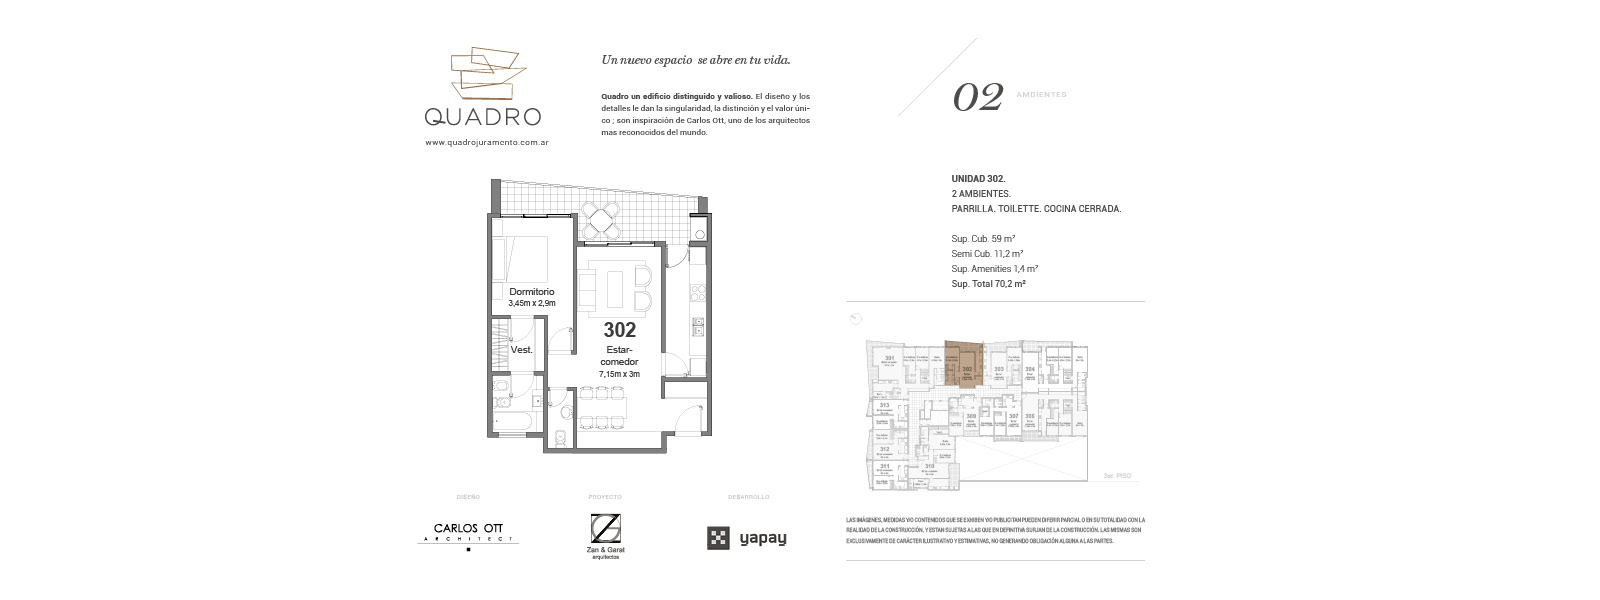 QUADRO
www.quadrojuramento.com.ar
Un nuevo espacio se abre en tu vida.
Quadro un edificio distinguido y valioso. El diseño y los
detalles le dan la singularidad, la distinción y el valor úni-
co ; son inspiración de Carlos Ott, uno de los arquitectos
mas reconocidos del mundo.
02 AMBIENTES
UNIDAD 302.
2 AMBIENTES.
PARRILLA. TOILETTE. COCINA CERRADA.
Sup. Cub. 59 m²
Semi Cub. 11,2 m²
Sup. Amenities 1,4 m²
Sup. Total 70,2 m²
Dormitorio
3,45m x 2,9m
302
Vest.
Estar-
comedor
7,15m x 3m
301
302
303
304
313
309
307
306
312
311
310
3er. PISO
DISEÑO
PROYECTO
DESARROLLO
CARLOS OTT
ARCHITECT
Zan & Garat
arquitectos
yapay
LAS IMÁGENES, MEDIDAS Y/O CONTENIDOS QUE SE EXHIBEN Y/O PUBLICITAN PUEDEN DIFERIR PARCIAL O EN SU TOTALIDAD CON LA
REALIDAD DE LA CONSTRUCCIÓN, Y ESTAN SUJETAS A LAS QUE EN DEFINITIVA SURJAN DE LA CONSTRUCCIÓN. LAS MISMAS SON
EXCLUSIVAMENTE DE CARÁCTER ILUSTRATIVO Y ESTIMATIVAS, NO GENERANDO OBLIGACIÓN ALGUNA A LAS PARTES.